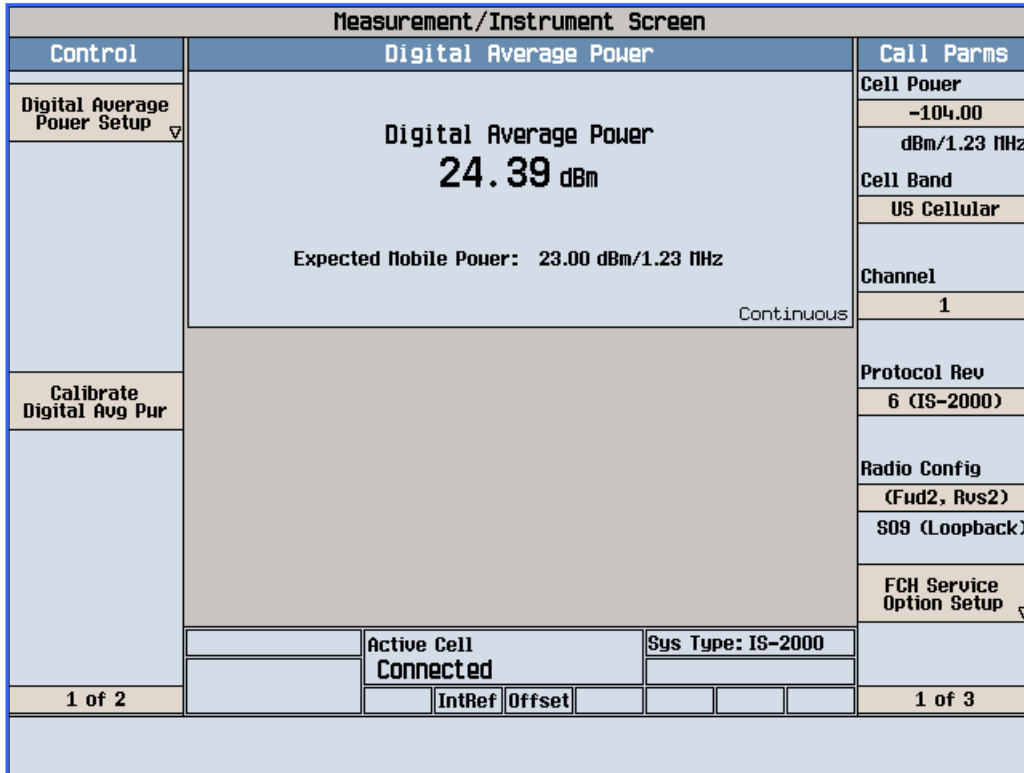 Measurement/Instrument Screen
Control
Digital Average
Power Setup
Calibrate
Digital Avg Pwr
1 of 2
Digital Average Power
Digital Average Power
24.39 dBm
Expected Mobile Power: 23.00 dBm/1.23 MHz
Continuous
Active Cell
Connected
Sys Type: IS-2000
IntRef Offset
Call Parms
Cell Power
-104.00
dBm/1.23 MHz
Cell Band
US Cellular
Channel
1
Protocol Rev
6 (IS-2000)
Radio Config
(Fwd2, Rvs2)
SO9 (Loopback)
FCH Service
Option Setup
1 of 3